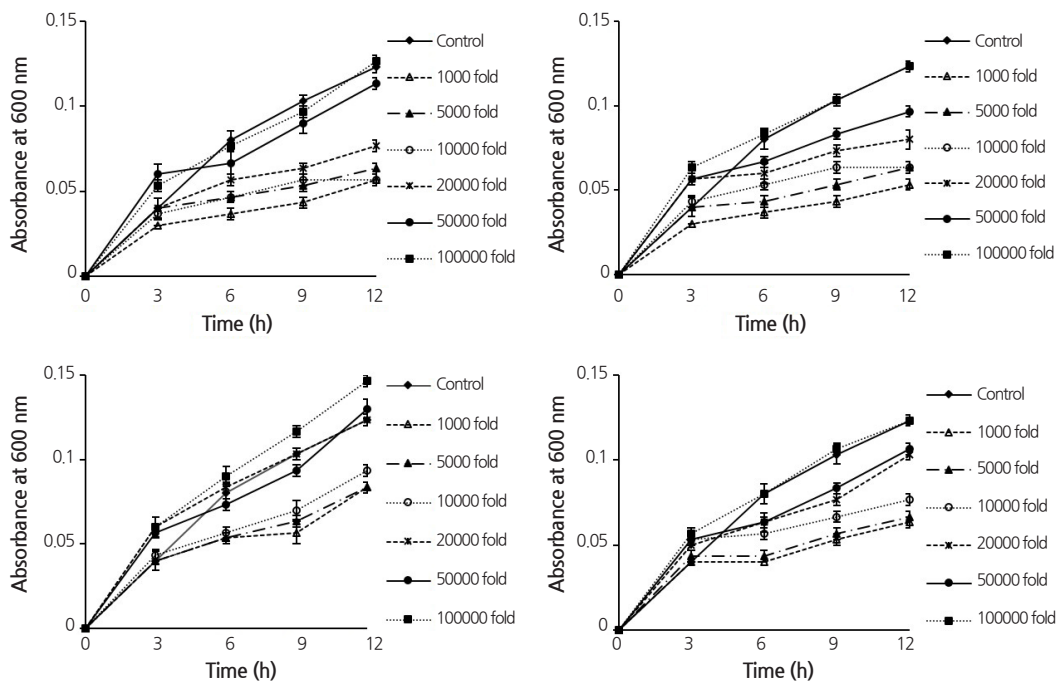 Absorbance at 600 nm
0.15
0.1
0.05
0
0 3 6 9 12
Time (h)
Control
1000 fold
5000 fold
10000 fold
20000 fold
50000 fold
100000 fold
Absorbance at 600 nm
0.15
0.1
0.05
0
0 3 6 9 12
Time (h)
Control
1000 fold
5000 fold
10000 fold
20000 fold
50000 fold
100000 fold
Absorbance at 600 nm
0.15
0.1
0.05
0
0 3 6 9 12
Time (h)
Control
1000 fold
5000 fold
10000 fold
20000 fold
50000 fold
100000 fold
Absorbance at 600 nm
0.15
0.1
0.05
0
0 3 6 9 12
Time (h)
Control
1000 fold
5000 fold
10000 fold
20000 fold
50000 fold
100000 fold